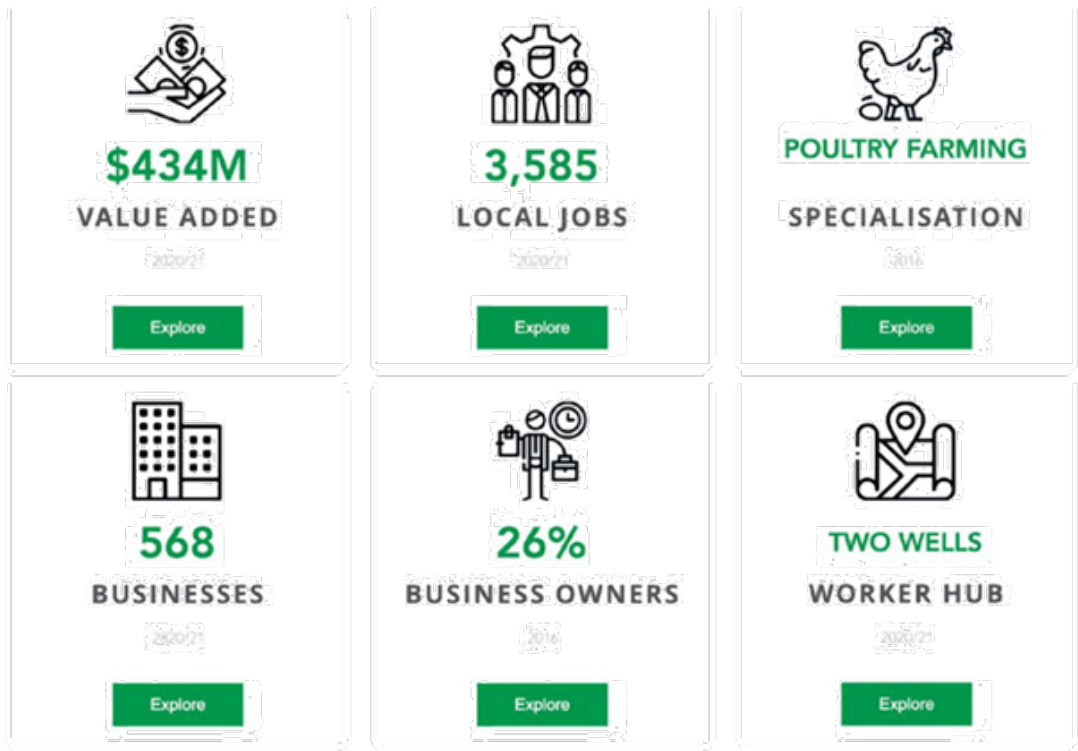 $434M
VALUE ADDED
2020/21
Explore
3,585
LOCAL JOBS
2020/21
Explore
POULTRY FARMING
SPECIALISATION
2016
Explore
568
BUSINESSES
2020/21
Explore
26%
BUSINESS OWNERS
2016
Explore
TWO WELLS
WORKER HUB
2020/21
Explore